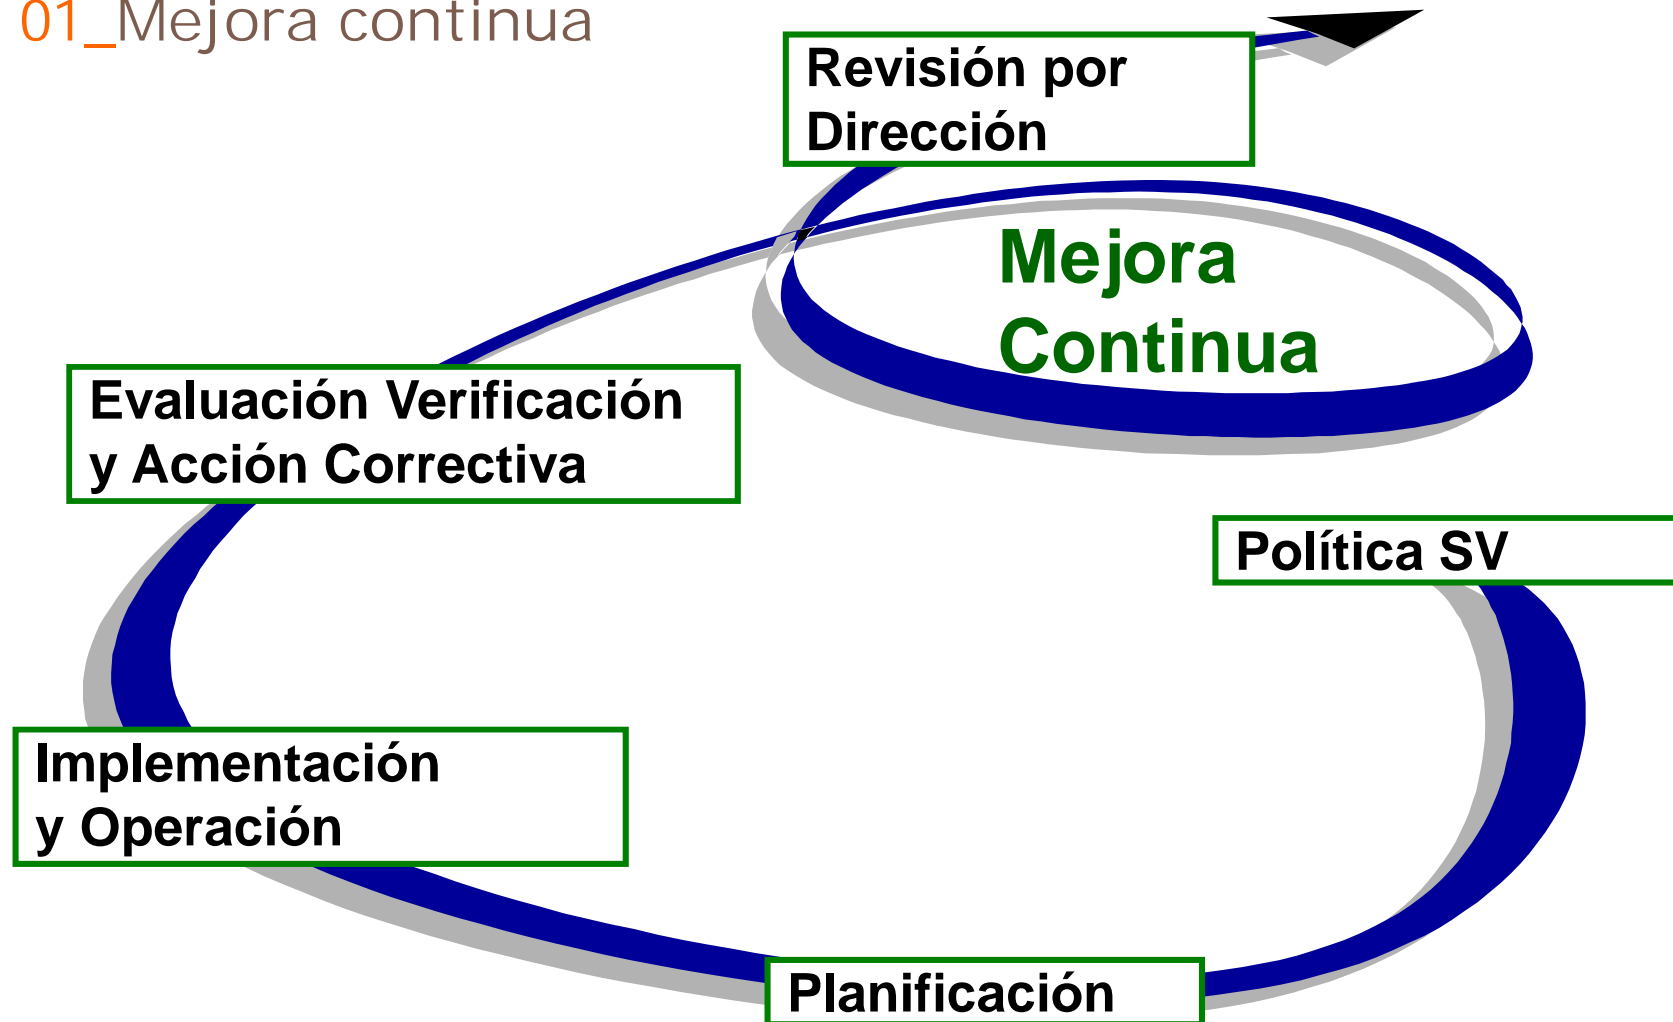 01_Mejora continua
Revisión por
Dirección
Mejora
Continua
Evaluación Verificación
y Acción Correctiva
Política SV
Implementación
y Operación
Planificación